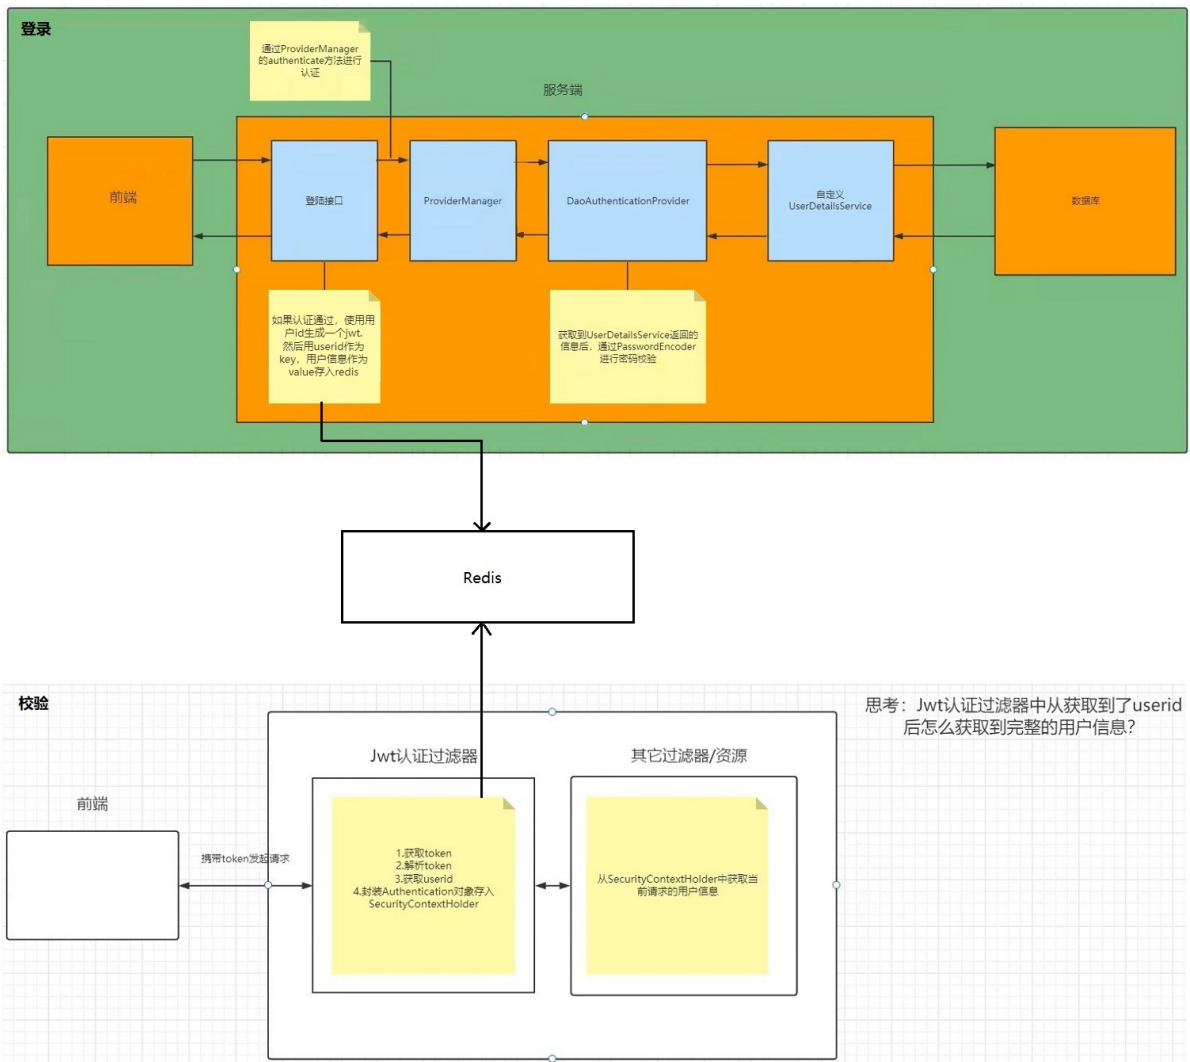 登录
通过ProviderManager
的authenticate方法进行
认证
服务端
前端
登陆接口
ProviderManager
DaoAuthenticationProvider
自定义
UserDetailsService
数据库
如果认证通过，使用用
户id生成一个jwt.
然后用userid作为
key，用户信息作为
value存入redis
获取到UserDetailsService返回的
信息后，通过PasswordEncoder
进行密码校验
Redis
校验
思考：Jwt认证过滤器中从获取到了userid
后怎么获取到完整的用户信息？
Jwt认证过滤器
其它过滤器/资源
前端
携带token发起请求
1.获取token
2.解析token
3.获取userid
4.封装Authentication对象存入
SecurityContextHolder
从SecurityContextHolder中获取当
前请求的用户信息